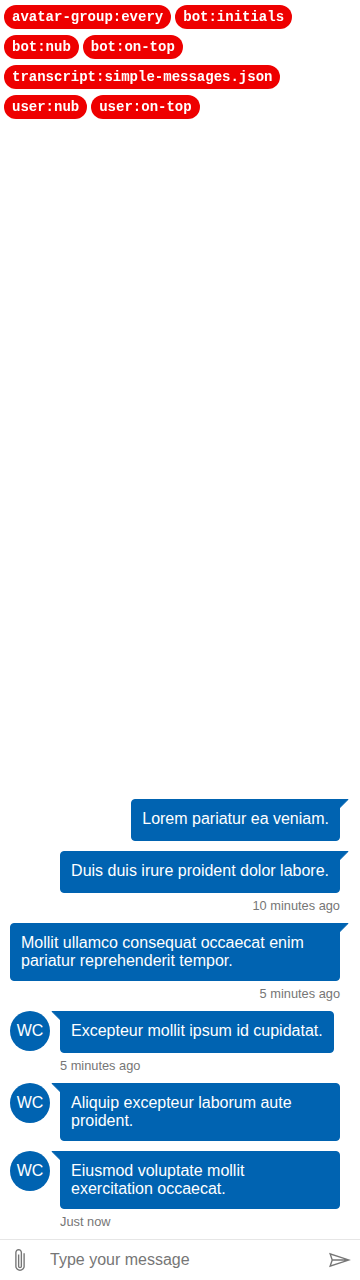 avatar-group:every bot:initials
bot:nub bot:on-top
transcript:simple-messages.json
user:nub user:on-top
Lorem pariatur ea veniam.
Duis duis irure proident dolor labore.
10 minutes ago
Mollit ullamco consequat occaecat enim
pariatur reprehenderit tempor.
5 minutes ago
WC Excepteur mollit ipsum id cupidatat.
5 minutes ago
WC Aliquip excepteur laborum aute
proident.
WC Eiusmod voluptate mollit
exercitation occaecat.
Just now
Type your message